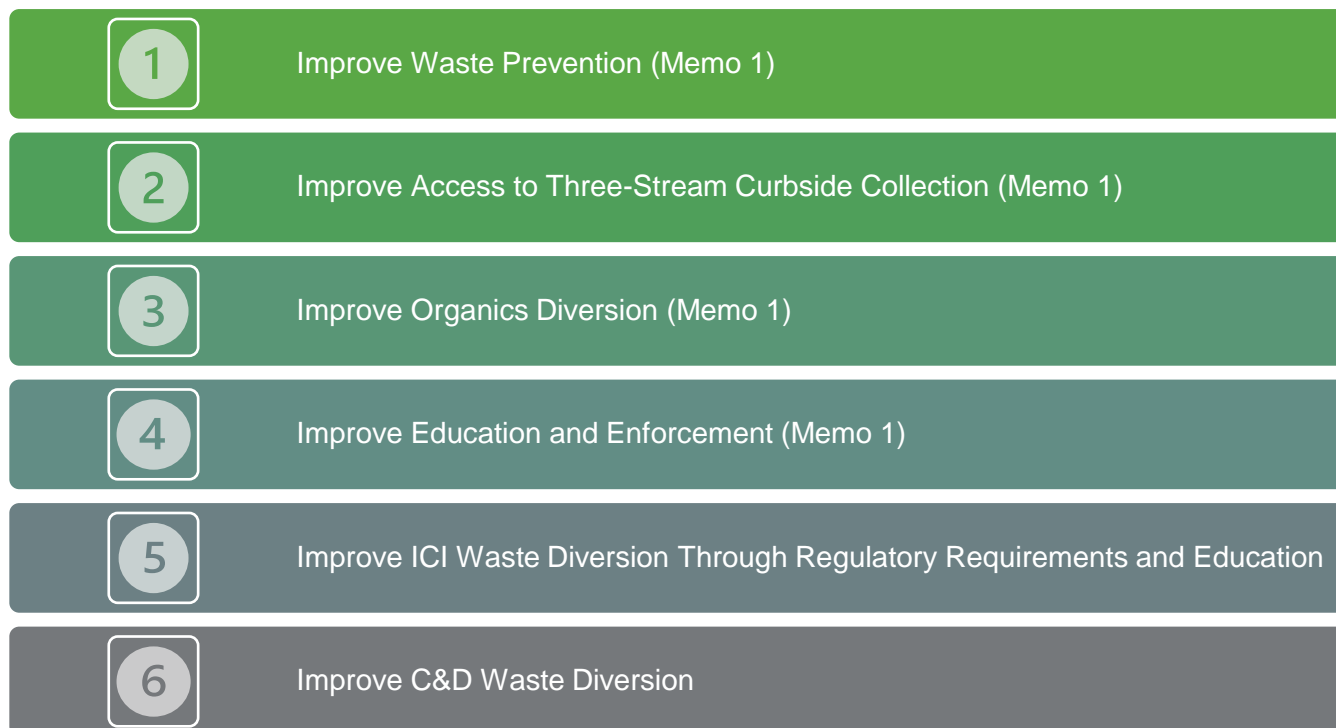 1 Improve Waste Prevention (Memo 1)
2 Improve Access to Three-Stream Curbside Collection (Memo 1)
3 Improve Organics Diversion (Memo 1)
4 Improve Education and Enforcement (Memo 1)
5 Improve ICI Waste Diversion Through Regulatory Requirements and Education
6 Improve C&D Waste Diversion